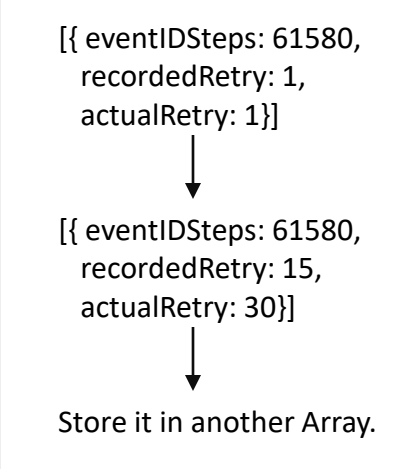 [{ eventIDSteps: 61580,
recordedRetry: 1,
actualRetry: 1}]
[{ eventIDSteps: 61580,
recordedRetry: 15,
actualRetry: 30}]
Store it in another Array.